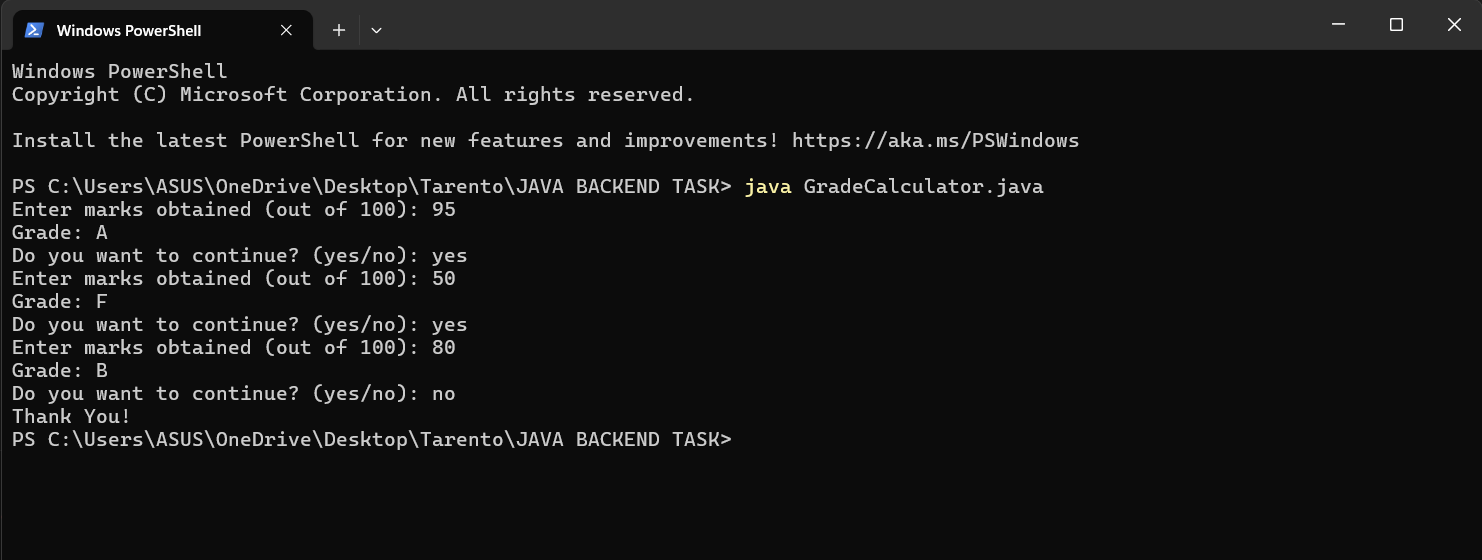 Windows PowerShell
Windows PowerShell
Copyright (C) Microsoft Corporation. All rights reserved.
Install the latest PowerShell for new features and improvements! https://aka.ms/PSWindows
PS C:\Users\ASUS\OneDrive\Desktop\Tarento\JAVA BACKEND TASK> java GradeCalculator.java
Enter marks obtained (out of 100): 95
Grade: A
Do you want to continue? (yes/no): yes
Enter marks obtained (out of 100): 50
Grade: F
Do you want to continue? (yes/no): yes
Enter marks obtained (out of 100): 80
Grade: B
Do you want to continue? (yes/no): no
Thank You!
PS C:\Users\ASUS\OneDrive\Desktop\Tarento\JAVA BACKEND TASK>